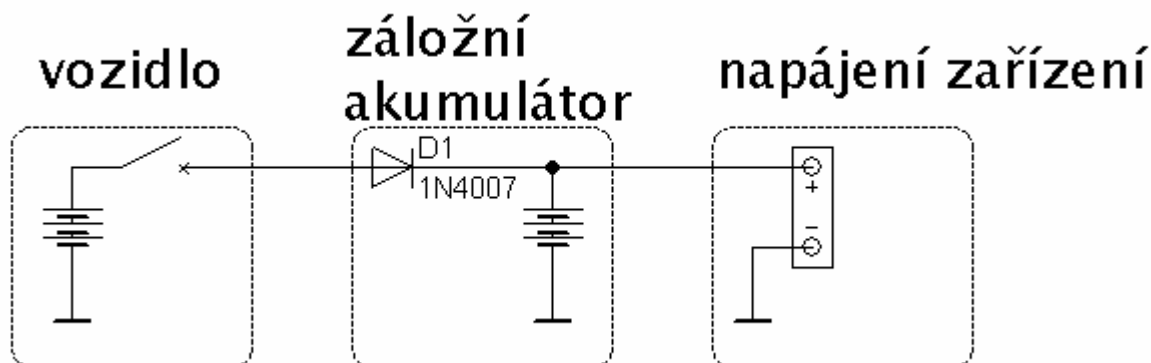 vozidlo
záložní
akumulátor
napájení zařízení
D1
1N4007
+
-